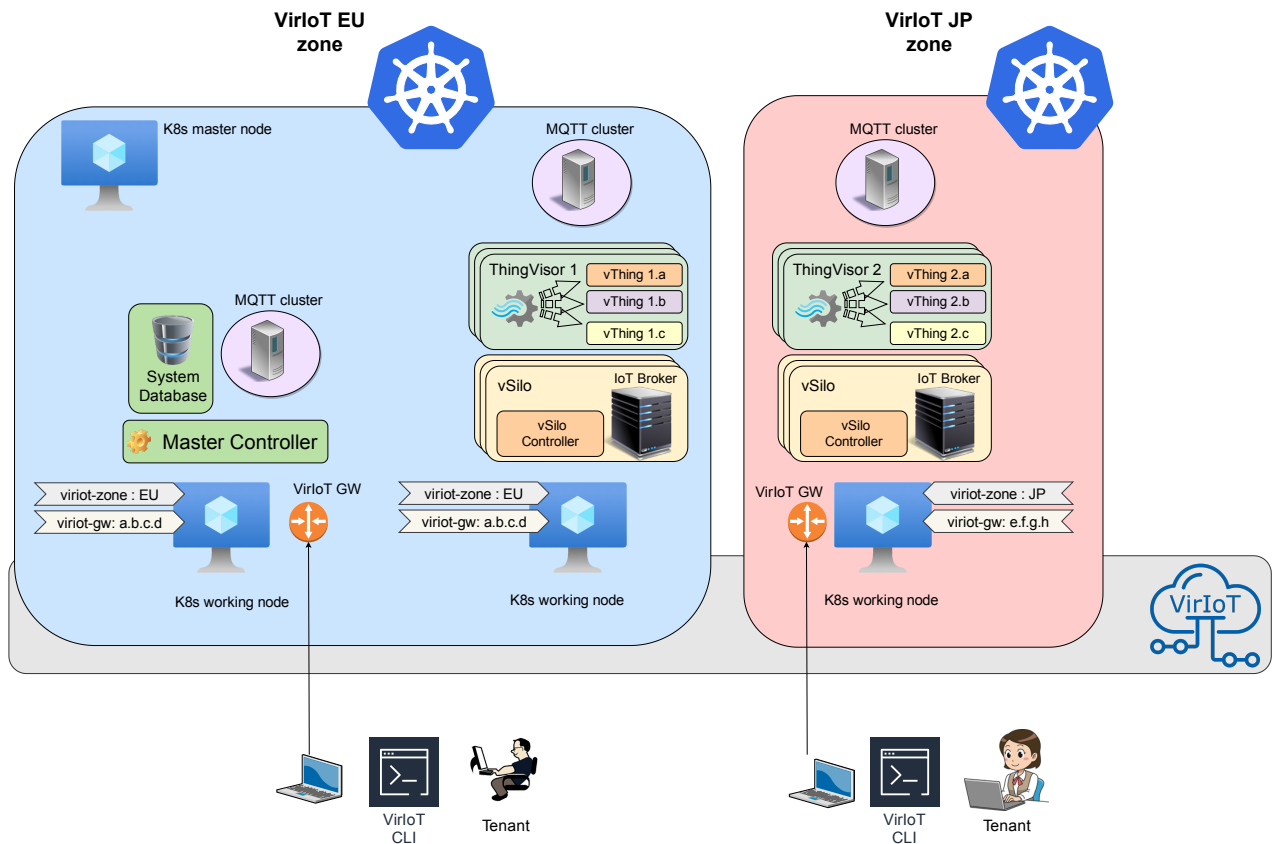 VirIoT EU
zone
VirIoT JP
zone
K8s master node
MQTT cluster
MQTT cluster
ThingVisor 1
vThing 1.a
vThing 1.b
vThing 1.c
ThingVisor 2
vThing 2.a
vThing 2.b
vThing 2.c
MQTT cluster
System
Database
vSilo
IoT Broker
vSilo
Controller
vSilo
IoT Broker
vSilo
Controller
Master Controller
viriot-zone : EU
viriot-gw: a.b.c.d
VirIoT GW
viriot-zone : EU
viriot-gw: a.b.c.d
VirIoT GW
viriot-zone : JP
viriot-gw: e.f.g.h
K8s working node
K8s working node
K8s working node
VirIoT
VirIoT
CLI
Tenant
VirIoT
CLI
Tenant